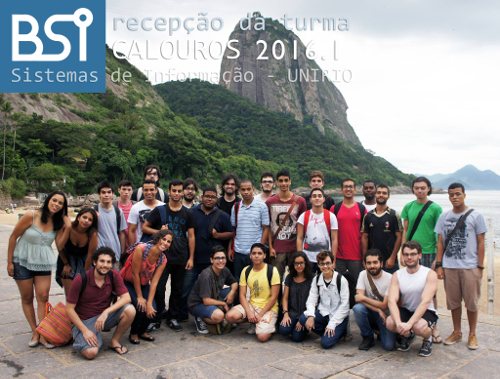 BSi
recepção da turma
CALOUROS 2016.1
Sistemas de Informação - UNIRIO